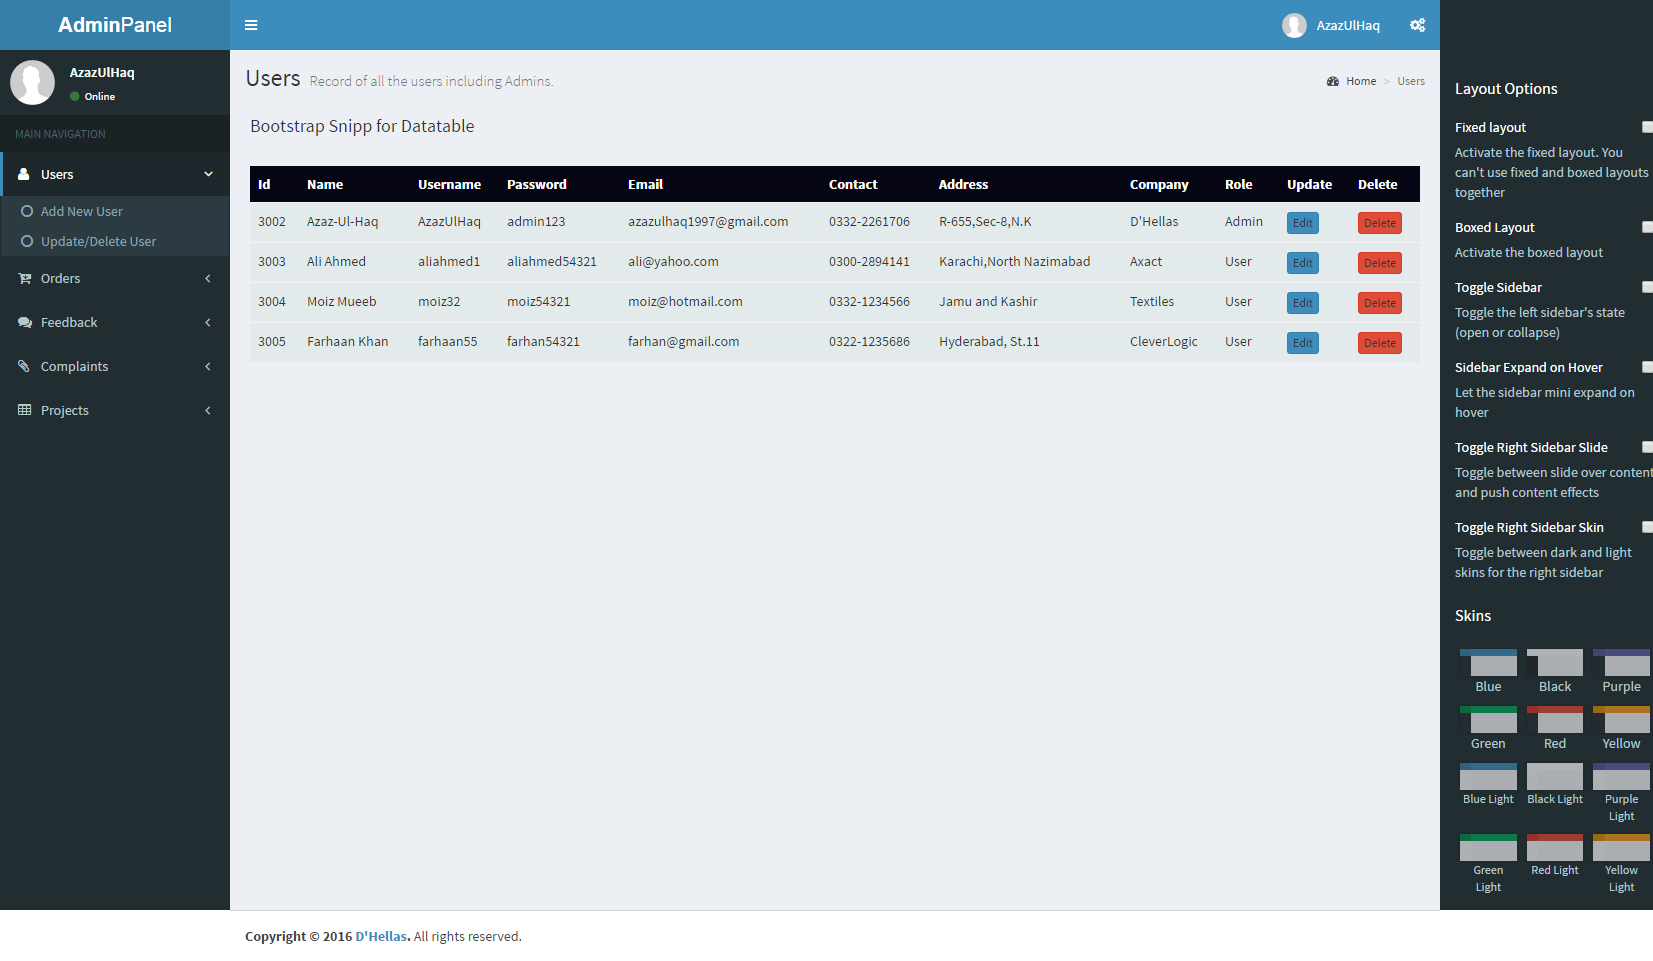 AdminPanel
AzazUlHaq
AzazUlHaq
Online
MAIN NAVIGATION
Users
Add New User
Update/Delete User
Orders
Feedback
Complaints
Projects
Users Record of all the users including Admins.
Home > Users
Bootstrap Snipp for Datatable
Id Name Username Password Email Contact Address Company Role Update Delete
3002 Azaz-Ul-Haq AzazUlHaq admin123 azazulhaq1997@gmail.com 0332-2261706 R-655,Sec-8,N.K D'Hellas Admin Edit Delete
3003 Ali Ahmed aliahmed1 aliahmed54321 ali@yahoo.com 0300-2894141 Karachi,North Nazimabad Axact User Edit Delete
3004 Moiz Mueeb moiz32 moiz54321 moiz@hotmail.com 0332-1234566 Jamu and Kashir Textiles User Edit Delete
3005 Farhaan Khan farhaan55 farhan54321 farhan@gmail.com 0322-1235686 Hyderabad, St.11 CleverLogic User Edit Delete
Layout Options
Fixed layout
Activate the fixed layout. You
can't use fixed and boxed layouts
together
Boxed Layout
Activate the boxed layout
Toggle Sidebar
Toggle the left sidebar's state
(open or collapse)
Sidebar Expand on Hover
Let the sidebar mini expand on
hover
Toggle Right Sidebar Slide
Toggle between slide over content
and push content effects
Toggle Right Sidebar Skin
Toggle between dark and light
skins for the right sidebar
Skins
Blue Black Purple
Green Red Yellow
Blue Light Black Light Purple
Light
Green Red Light Yellow
Light Light
Copyright © 2016 D'Hellas. All rights reserved.